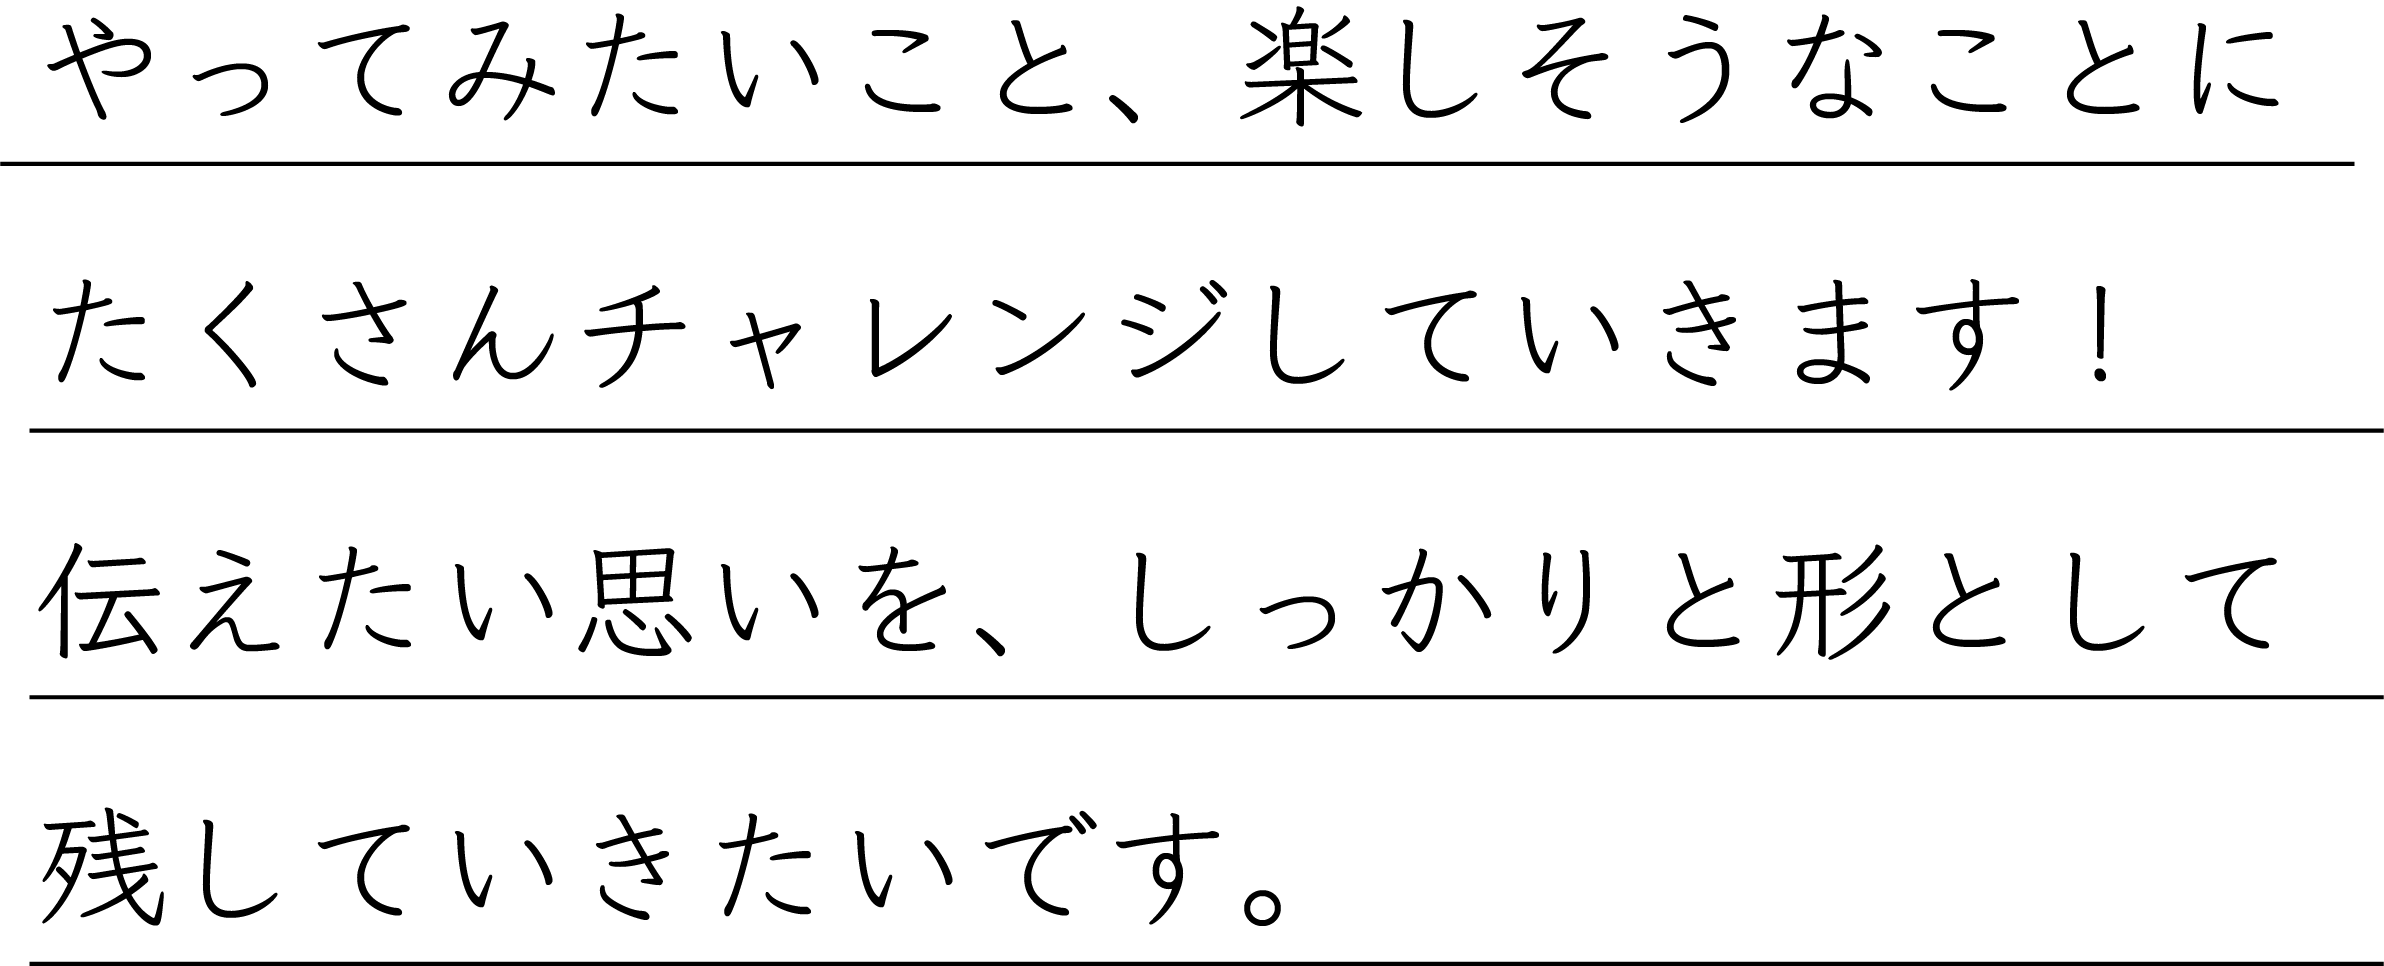 やってみたいこと、楽しそうなことに
たくさんチャレンジしていきます！
伝えたい思いを、しっかりと形として
残していきたいです。